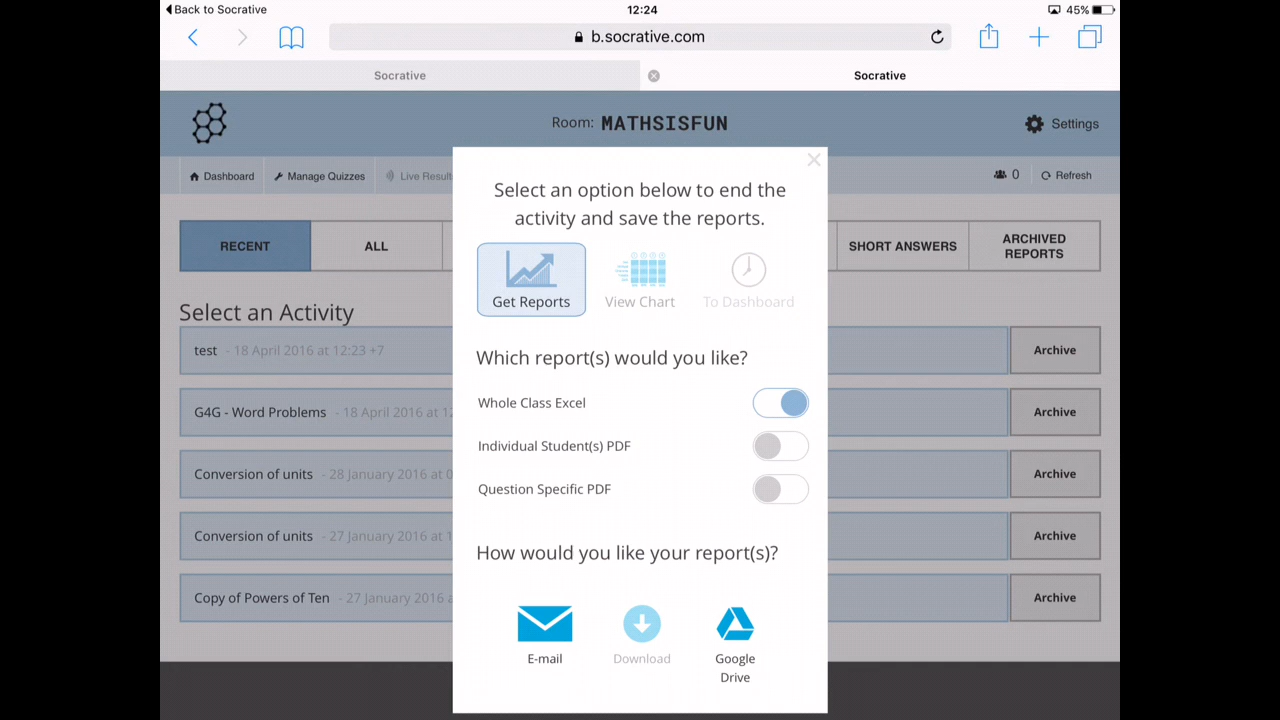 Back to Socrative
12:24
45%
b.socrative.com
Socrative
Socrative
Room: MATHSISFUN
Settings
Dashboard
Manage Quizzes
Live Result
0
Refresh
RECENT
ALL
SHORT ANSWERS
ARCHIVED
REPORTS
Select an Activity
test - 18 April 2016 at 12:23 +7
Archive
G4G - Word Problems - 18 April 2016 at 12
Archive
Conversion of units - 28 January 2016 at 0
Archive
Conversion of units - 27 January 2016 at 1
Archive
Copy of Powers of Ten - 27 January 2016 a
Archive
Select an option below to end the
activity and save the reports.
Get Reports
View Chart
To Dashboard
Which report(s) would you like?
Whole Class Excel
Individual Student(s) PDF
Question Specific PDF
How would you like your report(s)?
E-mail
Download
Google
Drive